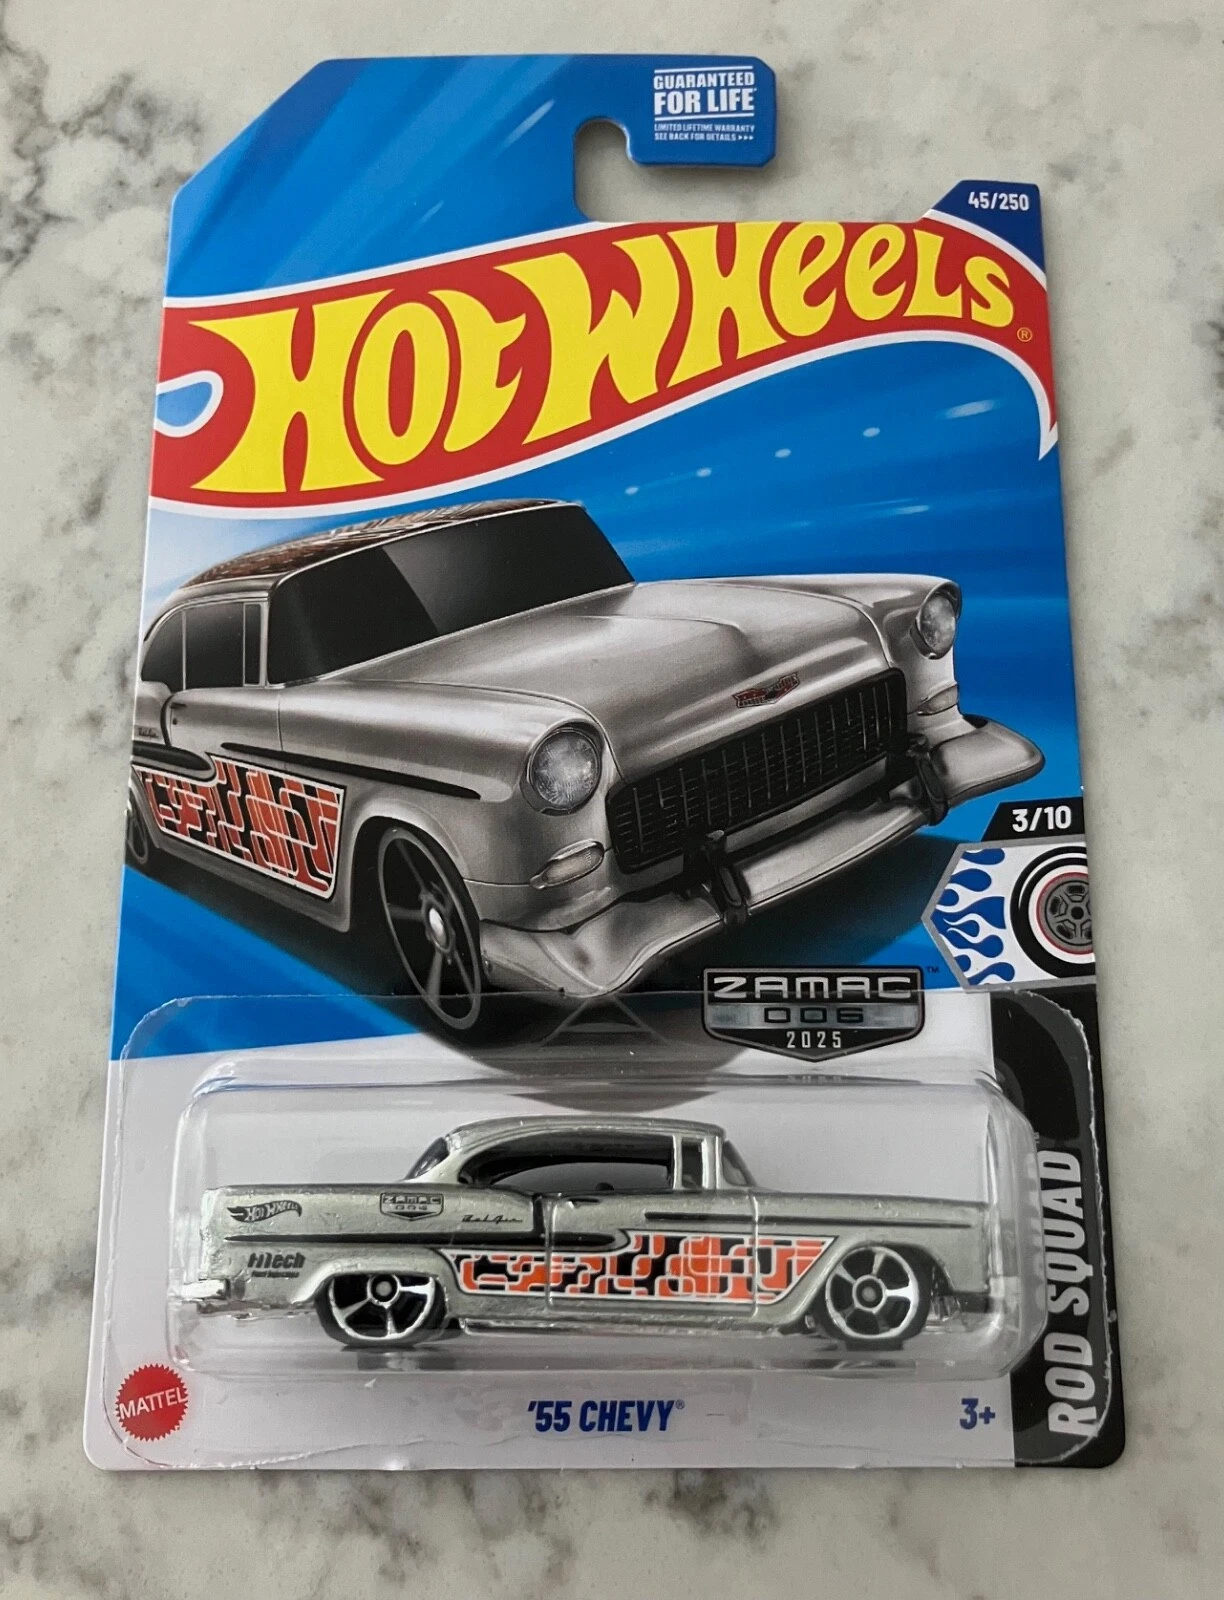 GUARANTEED
FOR LIFE
LIMITED LIFETIME WARRANTY
SEE BACK FOR DETAILS >>>
45/250
HOT WHEELS®
3/10
ZAMAC™
006
2025
HOT WHEELS
ZAMAC
006
Bel Air
HiTech
MATTEL
'55 CHEVY®
3+
ROD SQUAD